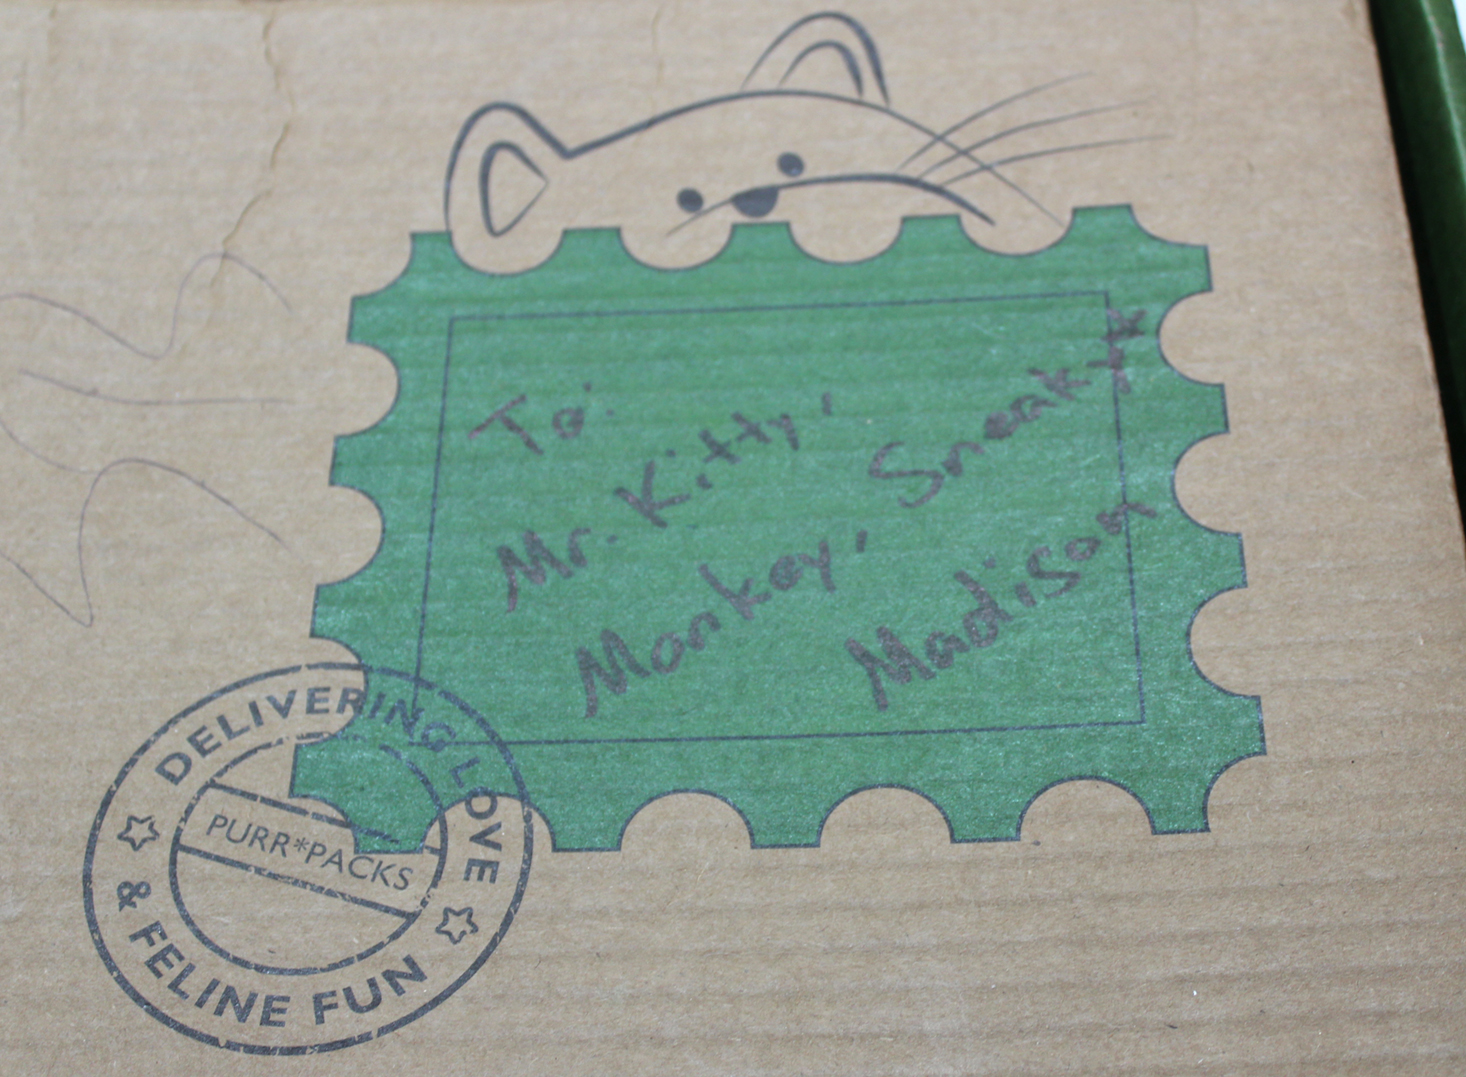 To:
Mr. Kitty,
Monkey, Sneaky &
Madison
DELIVERING LOVE
PURR*PACKS
& FELINE FUN